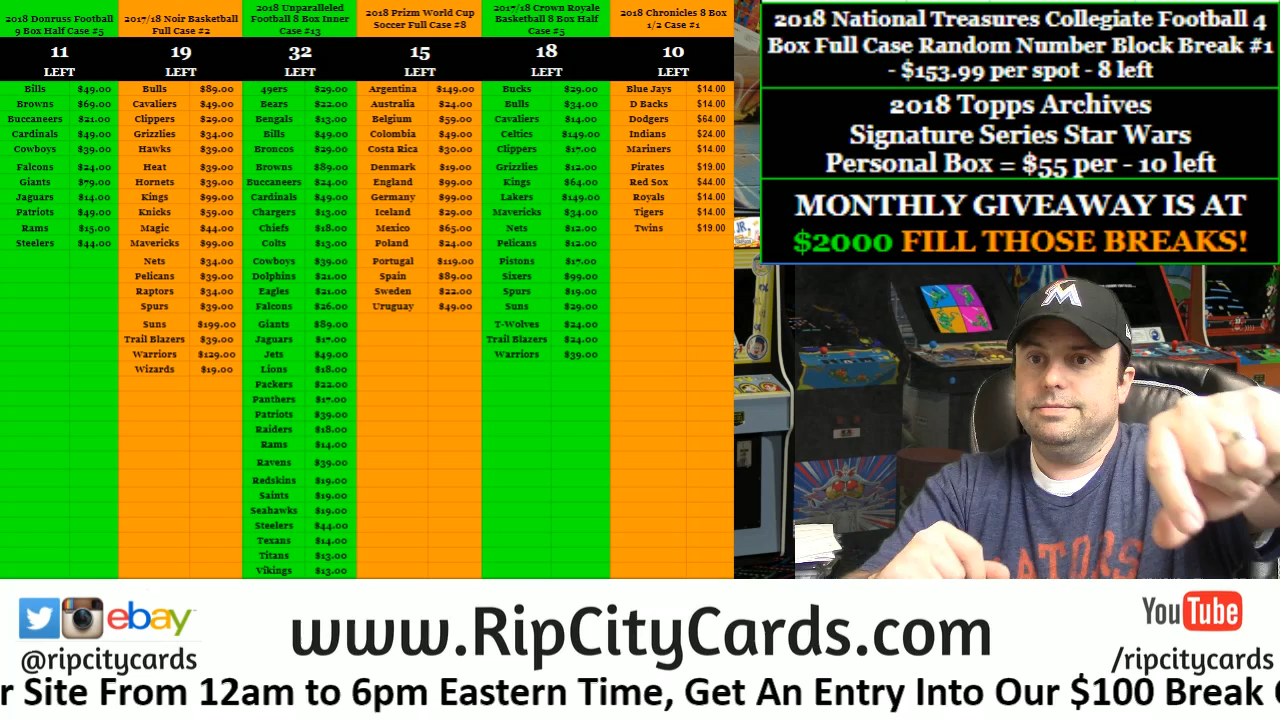 2018 Donruss Football
9 Box Half Case #5
11
LEFT
Bills $49.00
Browns $69.00
Buccaneers $21.00
Cardinals $49.00
Cowboys $39.00
Falcons $24.00
Giants $79.00
Jaguars $14.00
Patriots $49.00
Rams $15.00
Steelers $44.00
2017/18 Noir Basketball
Full Case #2
19
LEFT
Bulls $89.00
Cavaliers $49.00
Clippers $29.00
Grizzlies $34.00
Hawks $39.00
Heat $39.00
Hornets $39.00
Kings $99.00
Knicks $59.00
Magic $44.00
Mavericks $99.00
Nets $34.00
Pelicans $39.00
Raptors $34.00
Spurs $39.00
Suns $199.00
Trail Blazers $39.00
Warriors $129.00
Wizards $19.00
2018 Unparalleled
Football 8 Box Inner
Case #13
32
LEFT
49ers $29.00
Bears $22.00
Bengals $13.00
Bills $49.00
Broncos $29.00
Browns $89.00
Buccaneers $24.00
Cardinals $49.00
Chargers $13.00
Chiefs $18.00
Colts $13.00
Cowboys $39.00
Dolphins $21.00
Eagles $21.00
Falcons $26.00
Giants $89.00
Jaguars $17.00
Jets $49.00
Lions $18.00
Packers $22.00
Panthers $17.00
Patriots $39.00
Raiders $18.00
Rams $14.00
Ravens $39.00
Redskins $19.00
Saints $19.00
Seahawks $19.00
Steelers $44.00
Texans $14.00
Titans $13.00
Vikings $13.00
2018 Prizm World Cup
Soccer Full Case #8
15
LEFT
Argentina $149.00
Australia $24.00
Belgium $59.00
Colombia $49.00
Costa Rica $30.00
Denmark $19.00
England $99.00
Germany $99.00
Iceland $29.00
Mexico $65.00
Poland $24.00
Portugal $119.00
Spain $89.00
Sweden $22.00
Uruguay $49.00
2017/18 Crown Royale
Basketball 8 Box Half
Case #5
18
LEFT
Bucks $29.00
Bulls $34.00
Cavaliers $14.00
Celtics $149.00
Clippers $17.00
Grizzlies $12.00
Kings $64.00
Lakers $149.00
Mavericks $34.00
Nets $12.00
Pelicans $12.00
Pistons $17.00
Sixers $99.00
Spurs $19.00
Suns $29.00
T-Wolves $24.00
Trail Blazers $24.00
Warriors $39.00
2018 Chronicles 8 Box
1/2 Case #1
10
LEFT
Blue Jays $14.00
D Backs $14.00
Dodgers $64.00
Indians $24.00
Mariners $14.00
Pirates $19.00
Red Sox $44.00
Royals $14.00
Tigers $14.00
Twins $19.00
2018 National Treasures Collegiate Football 4
Box Full Case Random Number Block Break #1
- $153.99 per spot - 8 left
2018 Topps Archives
Signature Series Star Wars
Personal Box = $55 per - 10 left
MONTHLY GIVEAWAY IS AT
$2000 FILL THOSE BREAKS!
JR.
M
ATORS
ebay
@ripcitycards
www.RipCityCards.com
YouTube
/ripcitycards
r Site From 12am to 6pm Eastern Time, Get An Entry Into Our $100 Break